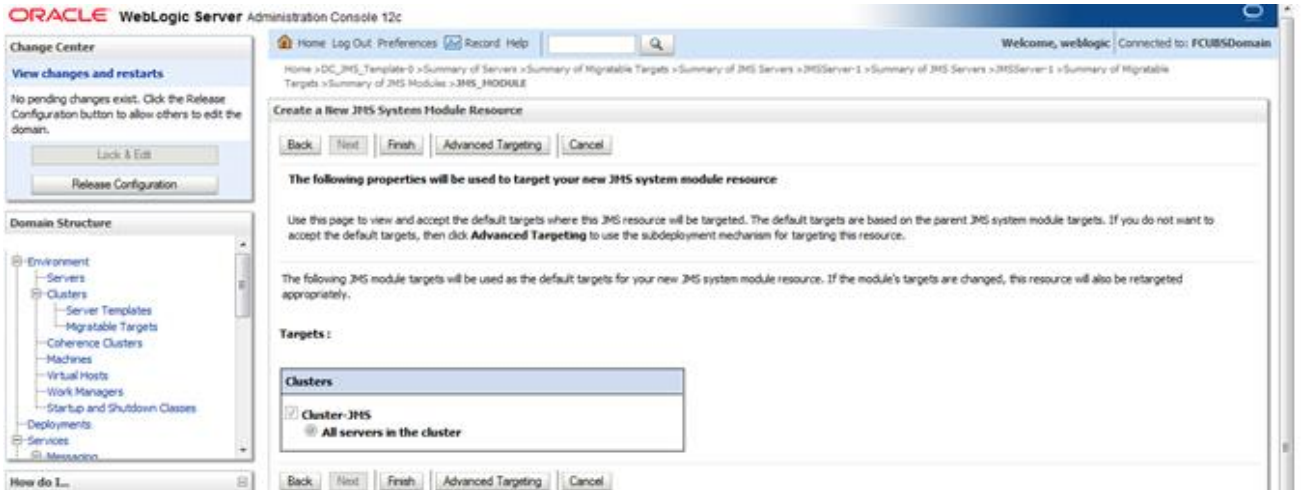 ORACLE WebLogic Server Administration Console 12c
Change Center
View changes and restarts
No pending changes exist. Click the Release
Configuration button to allow others to edit the
domain.
Lock & Edit
Release Configuration
Domain Structure
Environment
Servers
Clusters
Server Templates
Migratable Targets
Coherence Clusters
Machines
Virtual Hosts
Work Managers
Startup and Shutdown Classes
Deployments
Services
Messaging
How do I...
Home Log Out Preferences Record Help
Welcome, weblogic Connected to: FCUBSDomain
Home >DC_JMS_Template-0 >Summary of Servers >Summary of Migratable Targets >Summary of JMS Servers >JMSServer-1 >Summary of JMS Servers >JMSServer-1 >Summary of Migratable
Targets >Summary of JMS Modules >JMS_MODULE
Create a New JMS System Module Resource
Back Next Finish Advanced Targeting Cancel
The following properties will be used to target your new JMS system module resource
Use this page to view and accept the default targets where this JMS resource will be targeted. The default targets are based on the parent JMS system module targets. If you do not want to
accept the default targets, then click Advanced Targeting to use the subdeployment mechanism for targeting this resource.
The following JMS module targets will be used as the default targets for your new JMS system module resource. If the module's targets are changed, this resource will also be retargeted
appropriately.
Targets :
Clusters
Cluster-JMS
All servers in the cluster
Back Next Finish Advanced Targeting Cancel